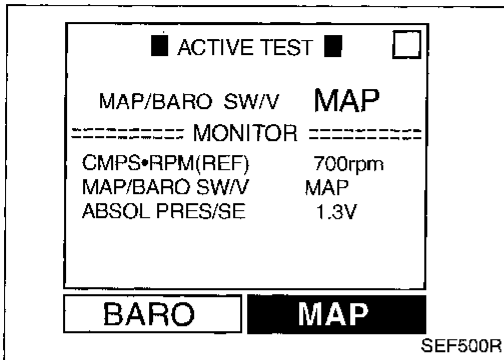 ■ ACTIVE TEST ■
MAP/BARO SW/V MAP
========= MONITOR =========
CMPS•RPM(REF) 700rpm
MAP/BARO SW/V MAP
ABSOL PRES/SE 1.3V
BARO MAP
SEF500R